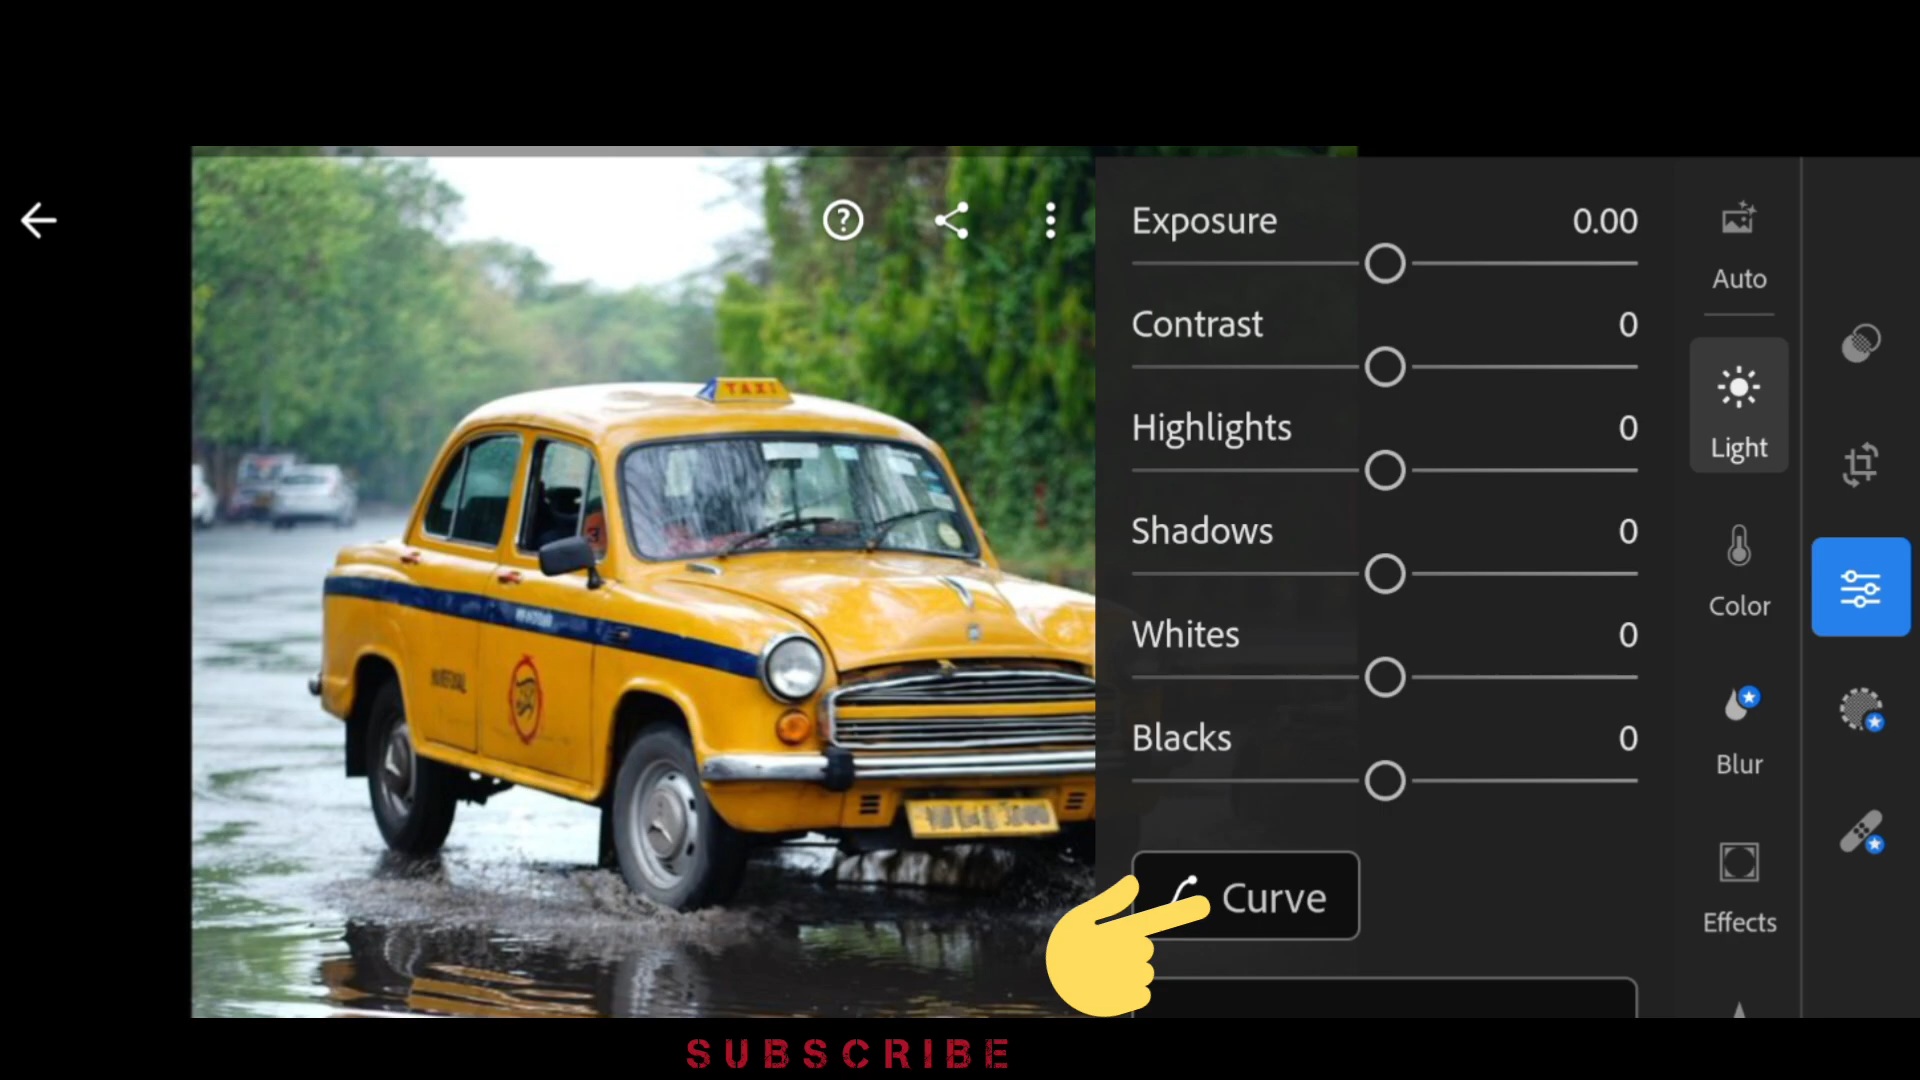 Exposure 0.00
Auto
Contrast 0
TAXI
Highlights 0
Light
Shadows 0
Color
Whites 0
Blacks 0
Blur
Curve
Effects
SUBSCRIBE